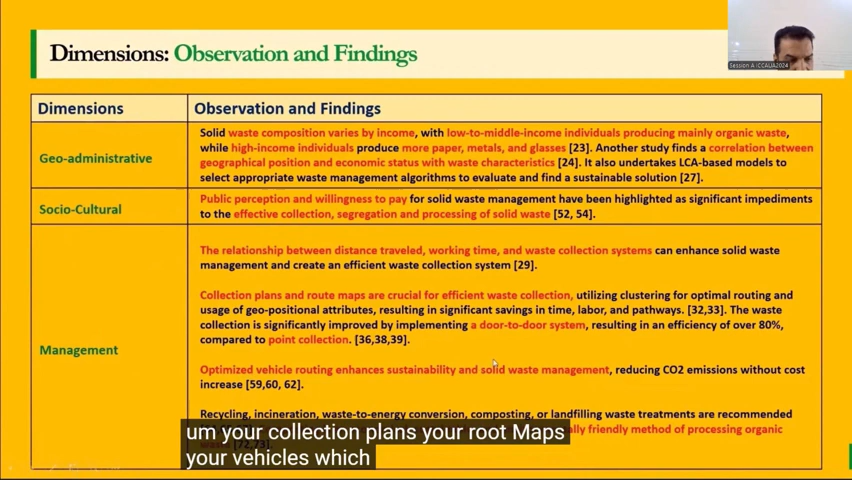 Dimensions: Observation and Findings
Session A iCCAUA2024
Dimensions
Observation and Findings
Geo-administrative
Solid waste composition varies by income, with low-to-middle-income individuals producing mainly organic waste,
while high-income individuals produce more paper, metals, and glasses [23]. Another study finds a correlation between
geographical position and economic status with waste characteristics [24]. It also undertakes LCA-based models to
select appropriate waste management algorithms to evaluate and find a sustainable solution [27].
Socio-Cultural
Public perception and willingness to pay for solid waste management have been highlighted as significant impediments
to the effective collection, segregation and processing of solid waste [52, 54].
Management
The relationship between distance traveled, working time, and waste collection systems can enhance solid waste
management and create an efficient waste collection system [29].
Collection plans and route maps are crucial for efficient waste collection, utilizing clustering for optimal routing and
usage of geo-positional attributes, resulting in significant savings in time, labor, and pathways. [32,33]. The waste
collection is significantly improved by implementing a door-to-door system, resulting in an efficiency of over 80%,
compared to point collection. [36,38,39].
Optimized vehicle routing enhances sustainability and solid waste management, reducing CO2 emissions without cost
increase [59,60, 62].
Recycling, incineration, waste-to-energy conversion, composting, or landfilling waste treatments are recommended
friendly method of processing organic
um your collection plans your root Maps
your vehicles which